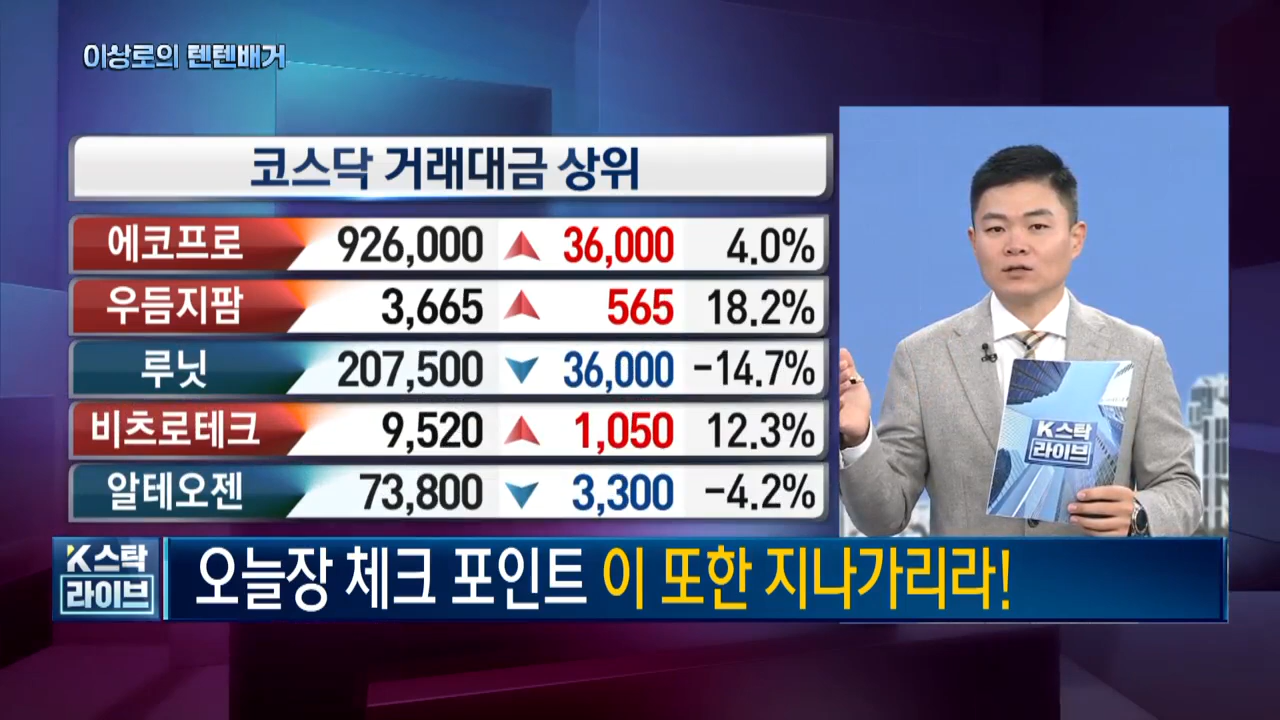 이상로의 텐텐배거
코스닥 거래대금 상위
에코프로 926,000 ▲ 36,000 4.0%
우듬지팜 3,665 ▲ 565 18.2%
루닛 207,500 ▼ 36,000 -14.7%
비츠로테크 9,520 ▲ 1,050 12.3%
알테오젠 73,800 ▼ 3,300 -4.2%
K스탁
라이브
K스탁
라이브
오늘장 체크 포인트 이 또한 지나가리라!